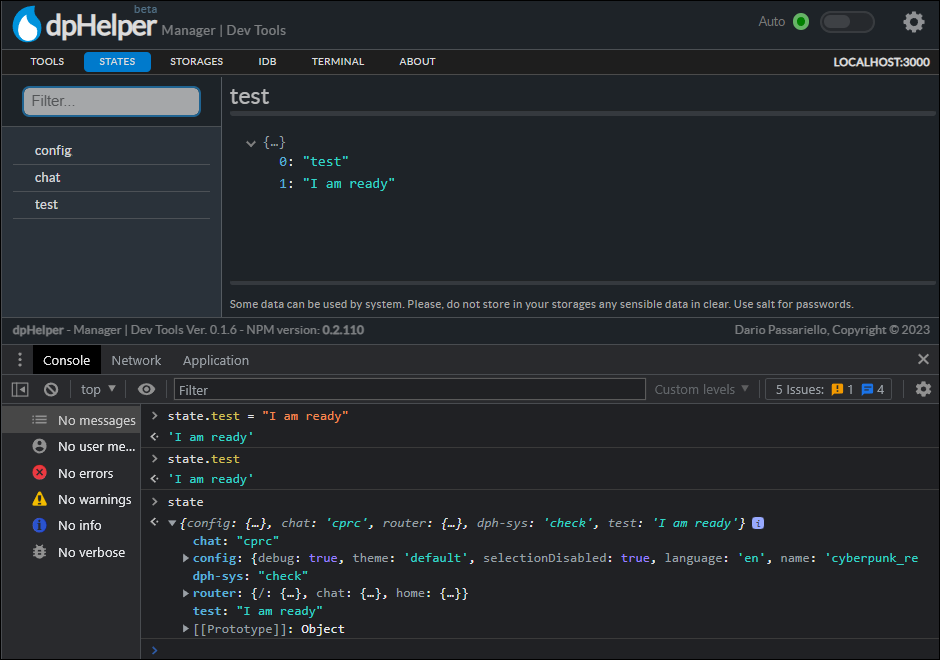 beta
dpHelper Manager | Dev Tools
Auto
TOOLS STATES STORAGES IDB TERMINAL ABOUT LOCALHOST:3000
Filter...
config
chat
test
test
{…}
0: "test"
1: "I am ready"
Some data can be used by system. Please, do not store in your storages any sensible data in clear. Use salt for passwords.
dpHelper - Manager | Dev Tools Ver. 0.1.6 - NPM version: 0.2.110
Dario Passariello, Copyright © 2023
Console Network Application
top Filter Custom levels 5 Issues: 1 4
No messages
No user me...
No errors
No warnings
No info
No verbose
state.test = "I am ready"
'I am ready'
state.test
'I am ready'
state
{config: {…}, chat: 'cprc', router: {…}, dph-sys: 'check', test: 'I am ready'} i
chat: "cprc"
config: {debug: true, theme: 'default', selectionDisabled: true, language: 'en', name: 'cyberpunk_re
dph-sys: "check"
router: {/: {…}, chat: {…}, home: {…}}
test: "I am ready"
[[Prototype]]: Object